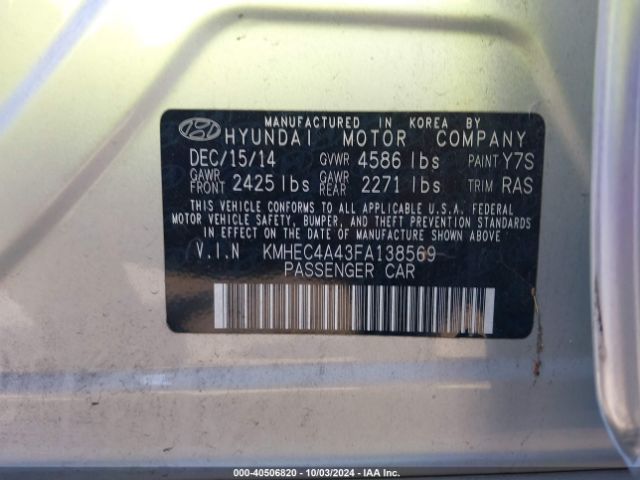 MANUFACTURED IN KOREA BY
HYUNDAI MOTOR COMPANY
DEC/15/14 GVWR 4586 lbs PAINT Y7S
GAWR FRONT 2425 lbs GAWR REAR 2271 lbs TRIM RAS
THIS VEHICLE CONFORMS TO ALL APPLICABLE U.S.A. FEDERAL
MOTOR VEHICLE SAFETY, BUMPER, AND THEFT PREVENTION STANDARDS
IN EFFECT ON THE DATE OF MANUFACTURE SHOWN ABOVE
V.I.N KMHEC4A43FA138569
PASSENGER CAR
000-40506820 - 10/03/2024 - IAA Inc.